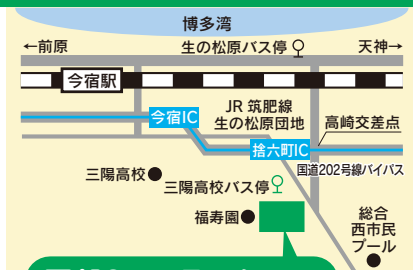 博多湾
←前原
生の松原バス停
天神→
今宿駅
JR 筑肥線
生の松原団地
今宿IC
高崎交差点
捨六町IC
国道202号線バイパス
三陽高校
三陽高校バス停
福寿園
総合
西市民
プール